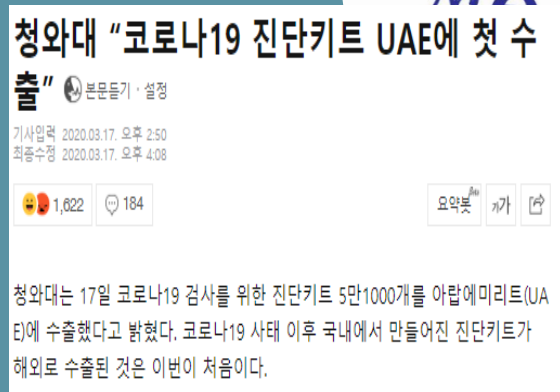 청와대 “코로나19 진단키트 UAE에 첫 수
출”  본문듣기 · 설정
기사입력 2020.03.17. 오후 2:50
최종수정 2020.03.17. 오후 4:08
1,622 184 요약봇beta 가가
청와대는 17일 코로나19 검사를 위한 진단키트 5만1000개를 아랍에미리트(UA
E)에 수출했다고 밝혔다. 코로나19 사태 이후 국내에서 만들어진 진단키트가
해외로 수출된 것은 이번이 처음이다.